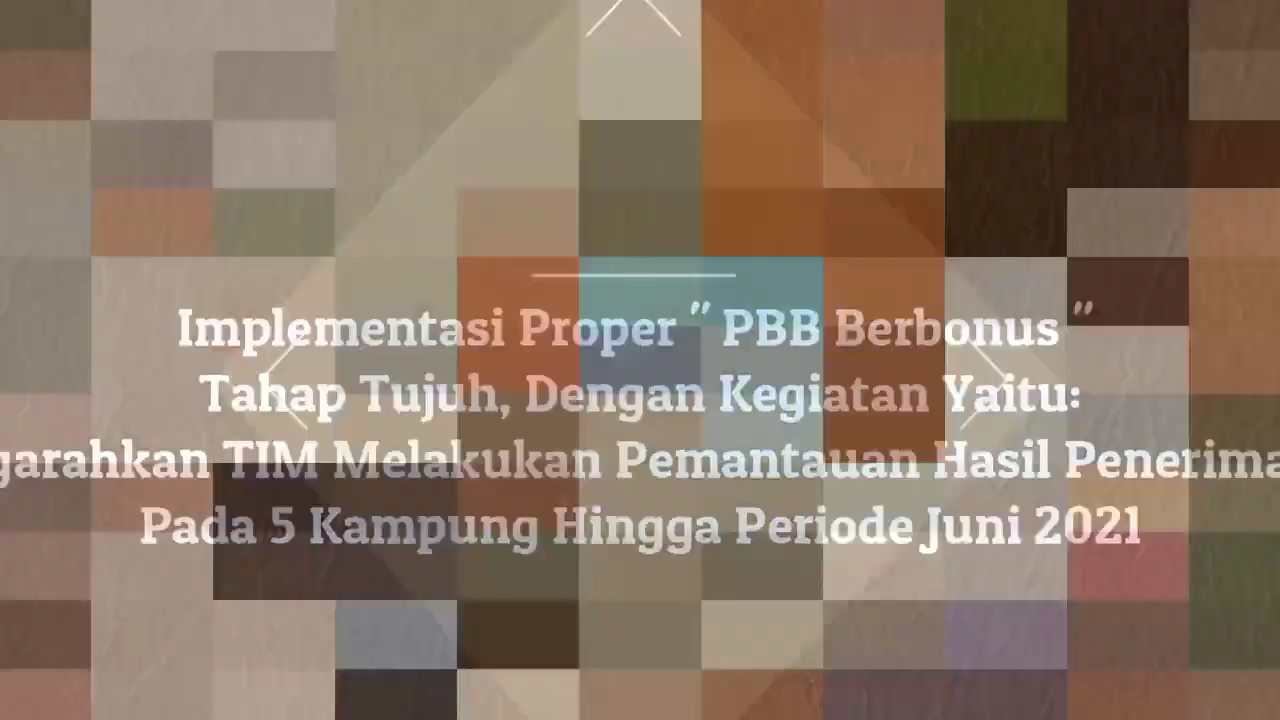 Implementasi Proper " PBB Berbonus "
Tahap Tujuh, Dengan Kegiatan Yaitu:
TIM Melakukan Pemantauan Hasil
Pada 5 Kampung Hingga Periode Juni 2021